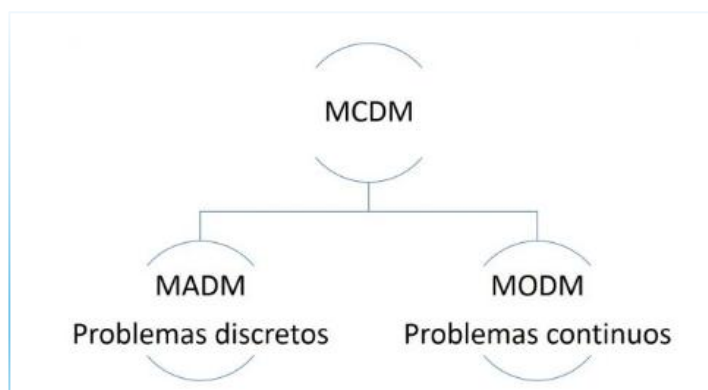 MCDM
MADM
Problemas discretos
MODM
Problemas continuos